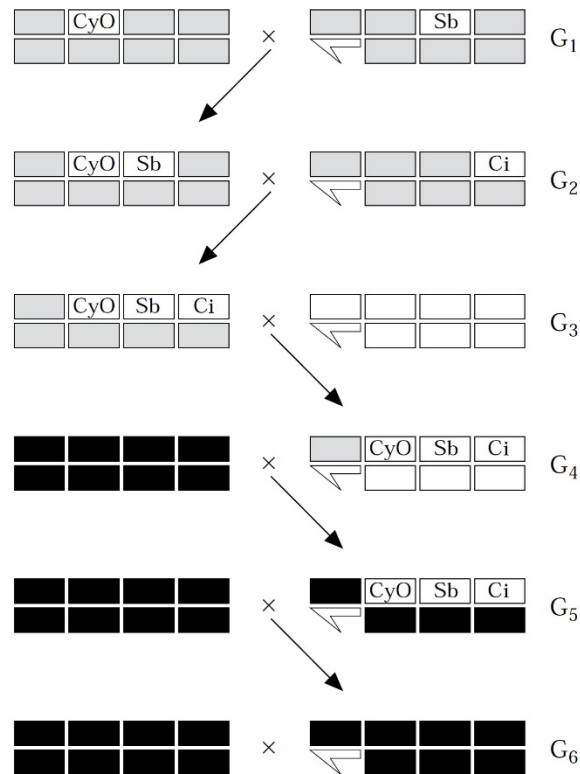 CyO × Sb G₁
CyO Sb × Ci G₂
CyO Sb Ci × G₃
× CyO Sb Ci G₄
× CyO Sb Ci G₅
× G₆